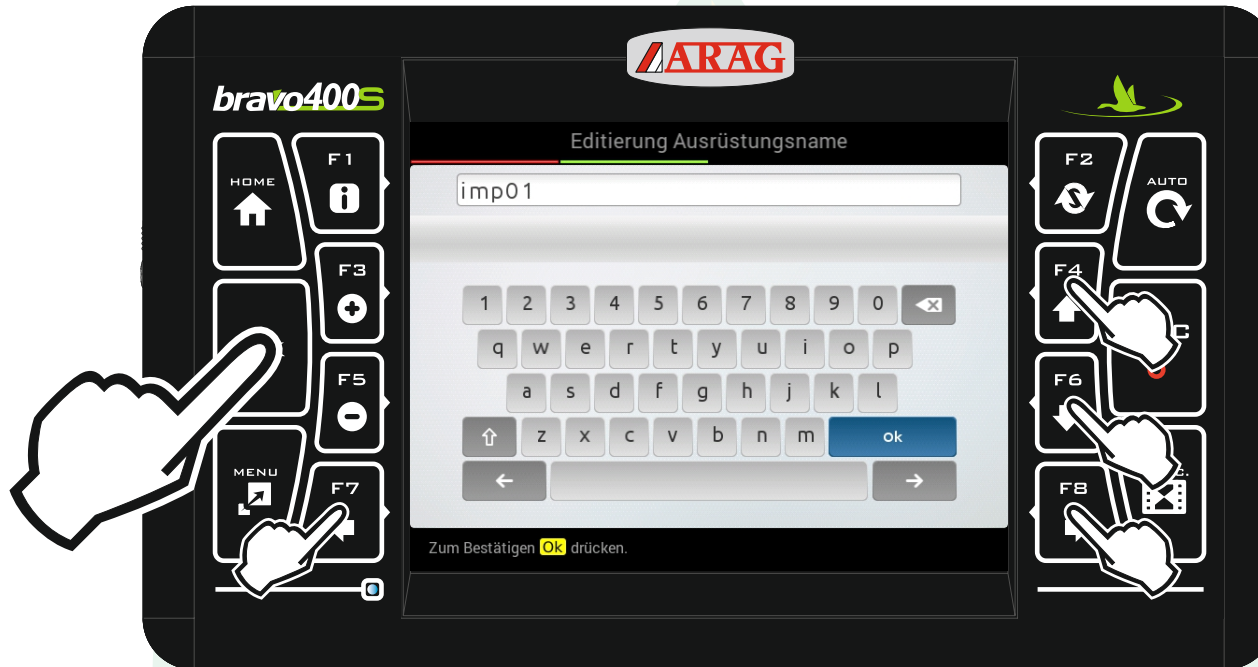 ARAG
bravo400S
Editierung Ausrüstungsname
F1
F2
HOME
AUTO
imp01
F3
F4
1 2 3 4 5 6 7 8 9 0
q w e r t y u i o p
F5
F6
a s d f g h j k l
z x c v b n m ok
MENU
F7
F8
Zum Bestätigen Ok drücken.